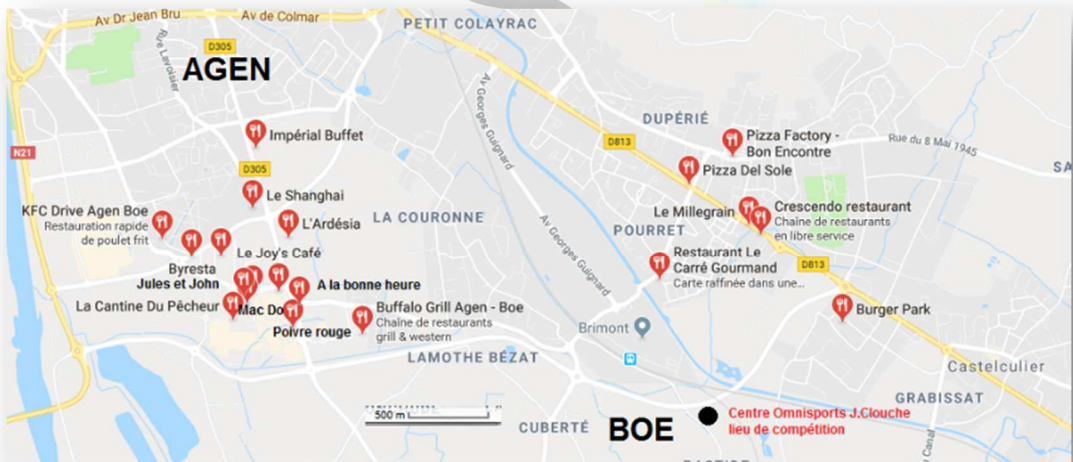 Av Dr Jean Bru
Av de Colmar
PETIT COLAYRAC
D305
Rue Lavoisier
AGEN
Av Georges Guignard
DUPÉRIÉ
Impérial Buffet
D813
Pizza Factory -
Bon Encontre
Rue du 8 Mai 1945
N21
D305
Pizza Del Sole
SA
Le Shanghai
KFC Drive Agen Boe
Restauration rapide
de poulet frit
L'Ardésia
LA COURONNE
Av Georges Guignard
Le Millegrain
Crescendo restaurant
Chaîne de restaurants
en libre service
POURRET
Le Joy's Café
Byresta
Jules et John
A la bonne heure
Restaurant Le
Carré Gourmand
Carte raffinée dans une...
D813
La Cantine Du Pêcheur
Mac Do
Poivre rouge
Buffalo Grill Agen - Boe
Chaîne de restaurants
grill & western
Burger Park
Brimont
LAMOTHE BÉZAT
Castelculier
GRABISSAT
500 m
CUBERTÉ
BOE
Centre Omnisports J.Clouche
lieu de compétition
u Canal